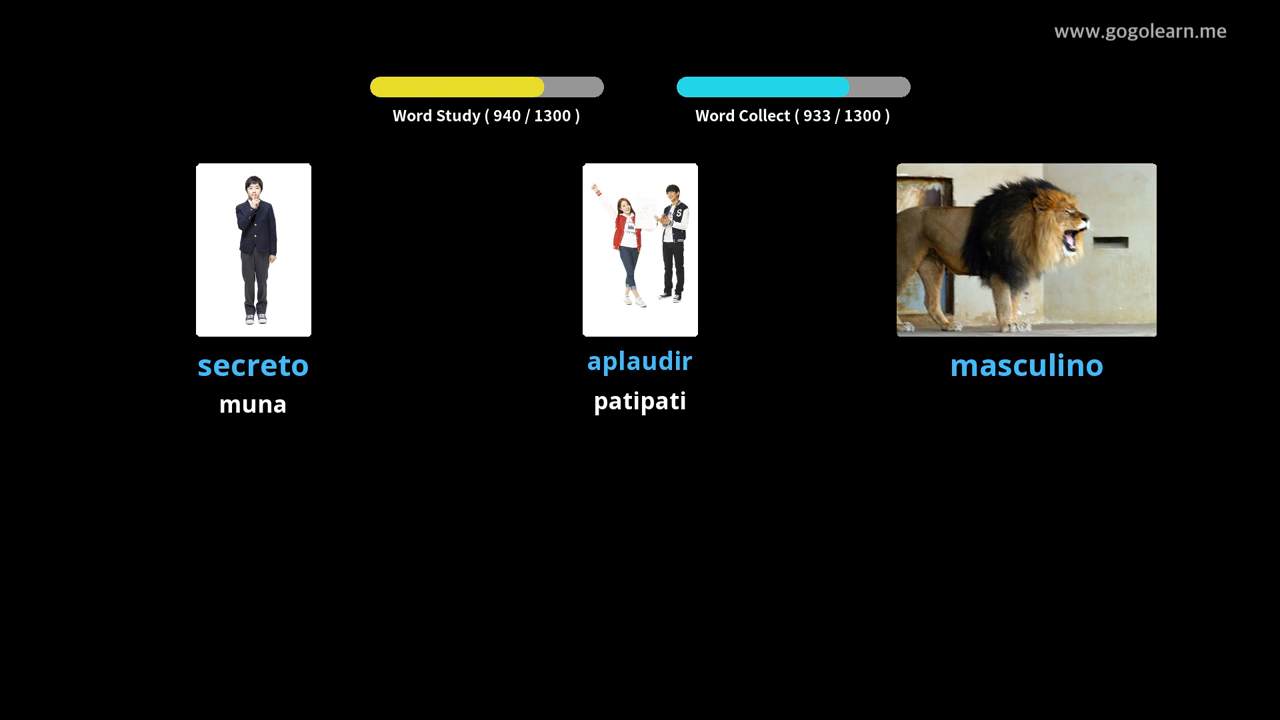 www.gogolearn.me
Word Study ( 940 / 1300 )
Word Collect ( 933 / 1300 )
secreto
muna
aplaudir
patipati
masculino